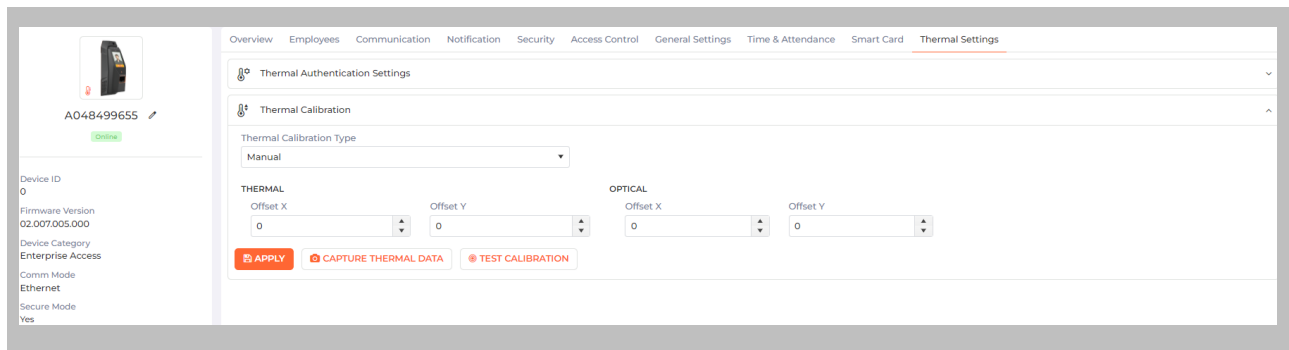 Overview Employees Communication Notification Security Access Control General Settings Time & Attendance Smart Card Thermal Settings
A048499655
Online
Device ID
0
Firmware Version
02.007.005.000
Device Category
Enterprise Access
Comm Mode
Ethernet
Secure Mode
Yes
Thermal Authentication Settings
Thermal Calibration
Thermal Calibration Type
Manual
THERMAL OPTICAL
Offset X Offset Y Offset X Offset Y
0 0 0 0
APPLY CAPTURE THERMAL DATA TEST CALIBRATION